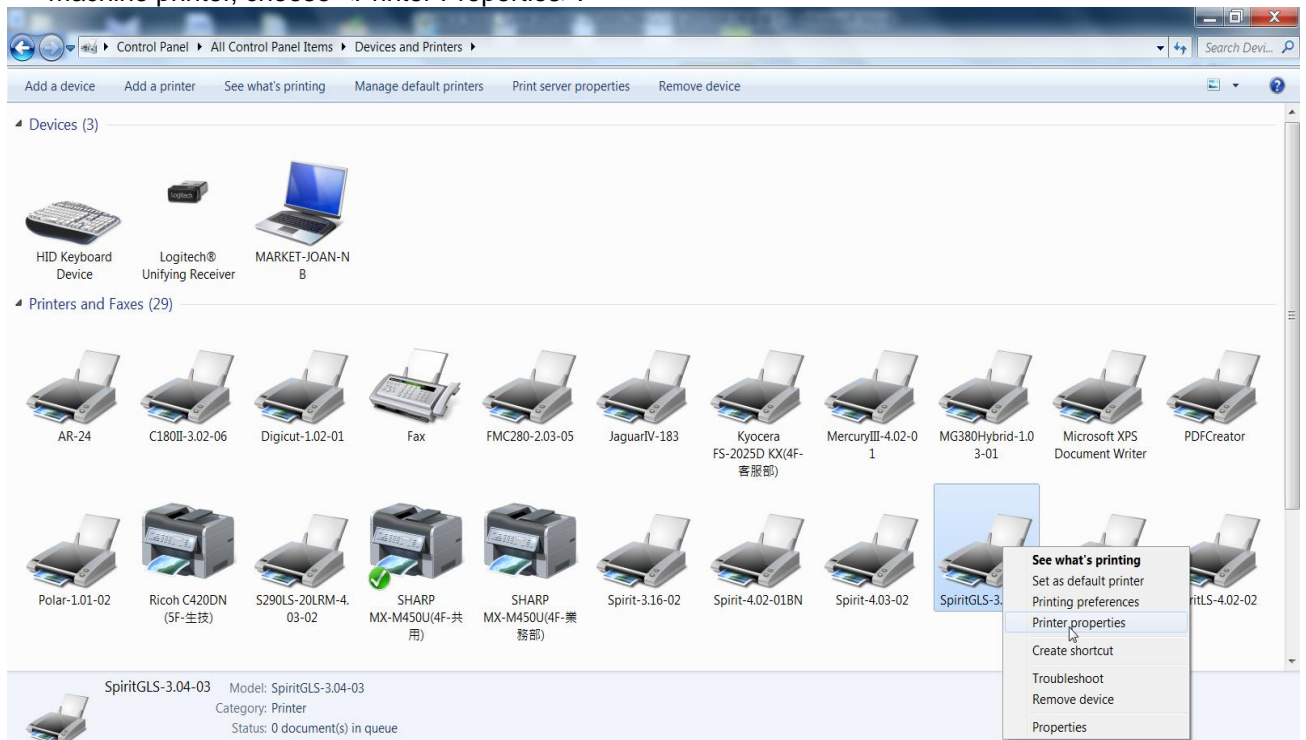 machine printer, choose <Printer Properties>.
Control Panel ▸ All Control Panel Items ▸ Devices and Printers ▸
Search Devi...
Add a device Add a printer See what's printing Manage default printers Print server properties Remove device
Devices (3)
HID Keyboard
Device
Logitech®
Unifying Receiver
MARKET-JOAN-N
B
Printers and Faxes (29)
AR-24
C180II-3.02-06
Digicut-1.02-01
Fax
FMC280-2.03-05
JaguarIV-183
Kyocera
FS-2025D KX(4F-
客服部)
MercuryIII-4.02-0
1
MG380Hybrid-1.0
3-01
Microsoft XPS
Document Writer
PDFCreator
Polar-1.01-02
Ricoh C420DN
(5F-生技)
S290LS-20LRM-4.
03-02
SHARP
MX-M450U(4F-共
用)
SHARP
MX-M450U(4F-業
務部)
Spirit-3.16-02
Spirit-4.02-01BN
Spirit-4.03-02
SpiritGLS-3.
ritLS-4.02-02
See what's printing
Set as default printer
Printing preferences
Printer properties
Create shortcut
Troubleshoot
Remove device
Properties
SpiritGLS-3.04-03 Model: SpiritGLS-3.04-03
Category: Printer
Status: 0 document(s) in queue